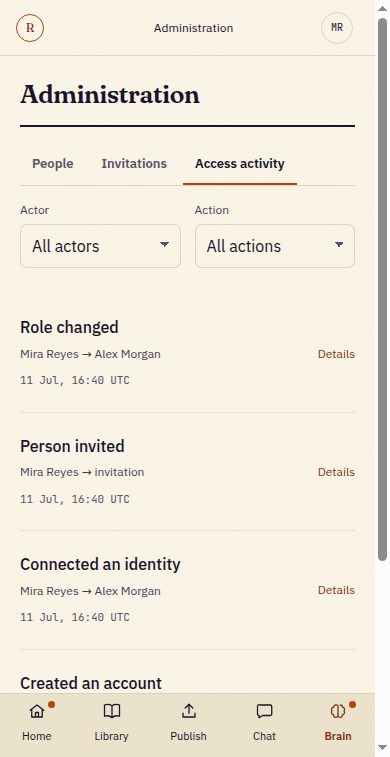 R
Administration
MR
Administration
People Invitations Access activity
Actor Action
All actors All actions
Role changed
Mira Reyes → Alex Morgan Details
11 Jul, 16:40 UTC
Person invited
Mira Reyes → invitation Details
11 Jul, 16:40 UTC
Connected an identity
Mira Reyes → Alex Morgan Details
11 Jul, 16:40 UTC
Created an account
Home Library Publish Chat Brain